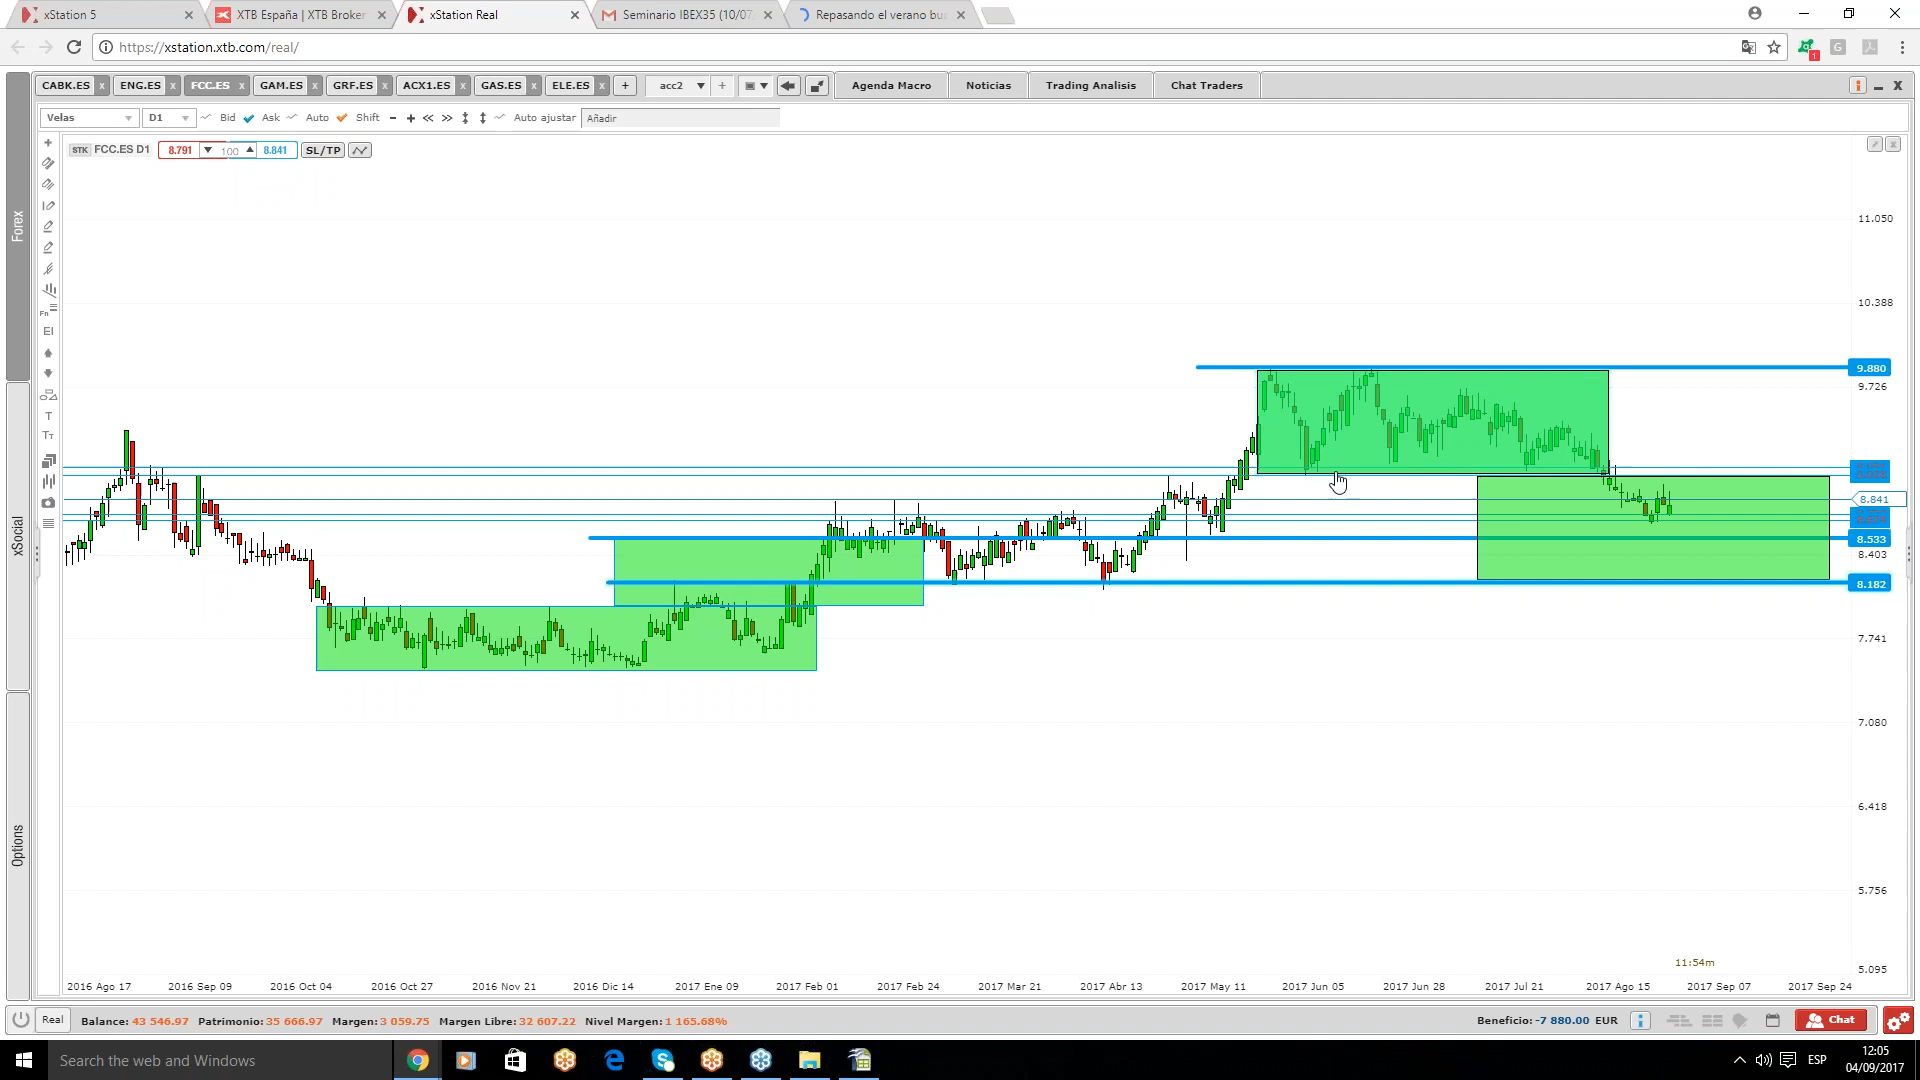 xStation 5
XTB España | XTB Broker
xStation Real
Seminario IBEX35 (10/07
Repasando el verano bu
https://xstation.xtb.com/real/
CABK.ES x ENG.ES x FCC.ES x GAM.ES x GRF.ES x ACX1.ES x GAS.ES x ELE.ES x + acc2 + Agenda Macro Noticias Trading Analisis Chat Traders
Velas D1 Bid Ask Auto Shift Auto ajustar Añadir
STK FCC.ES D1 8.791 100 8.841 SL/TP
Forex
xSocial
Options
Fn
EI
T
TT
11.050
10.388
9.880
9.726
8.841
8.533
8.403
8.182
7.741
7.080
6.418
5.756
5.095
11:54m
2016 Ago 17 2016 Sep 09 2016 Oct 04 2016 Oct 27 2016 Nov 21 2016 Dic 14 2017 Ene 09 2017 Feb 01 2017 Feb 24 2017 Mar 21 2017 Abr 13 2017 May 11 2017 Jun 05 2017 Jun 28 2017 Jul 21 2017 Ago 15 2017 Sep 07 2017 Sep 24
Real Balance: 43 546.97 Patrimonio: 35 666.97 Margen: 3 059.75 Margen Libre: 32 607.22 Nivel Margen: 1 165.68% Beneficio: -7 880.00 EUR Chat
Search the web and Windows
ESP
12:05
04/09/2017